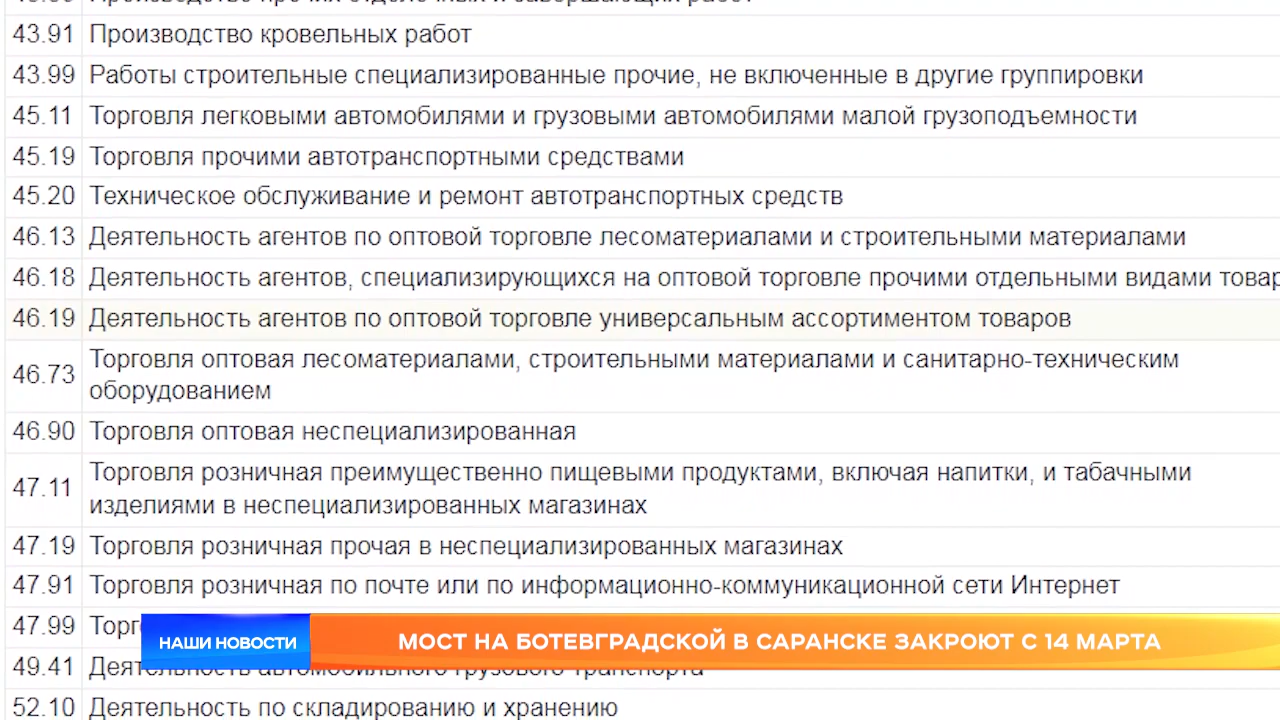 43.91 Производство кровельных работ
43.99 Работы строительные специализированные прочие, не включенные в другие группировки
45.11 Торговля легковыми автомобилями и грузовыми автомобилями малой грузоподъемности
45.19 Торговля прочими автотранспортными средствами
45.20 Техническое обслуживание и ремонт автотранспортных средств
46.13 Деятельность агентов по оптовой торговле лесоматериалами и строительными материалами
46.18 Деятельность агентов, специализирующихся на оптовой торговле прочими отдельными видами товар
46.19 Деятельность агентов по оптовой торговле универсальным ассортиментом товаров
46.73 Торговля оптовая лесоматериалами, строительными материалами и санитарно-техническим
оборудованием
46.90 Торговля оптовая неспециализированная
47.11 Торговля розничная преимущественно пищевыми продуктами, включая напитки, и табачными
изделиями в неспециализированных магазинах
47.19 Торговля розничная прочая в неспециализированных магазинах
47.91 Торговля розничная по почте или по информационно-коммуникационной сети Интернет
47.99
НАШИ НОВОСТИ МОСТ НА БОТЕВГРАДСКОЙ В САРАНСКЕ ЗАКРОЮТ С 14 МАРТА
49.41 Деятельность автомобильного грузового транспорта
52.10 Деятельность по складированию и хранению